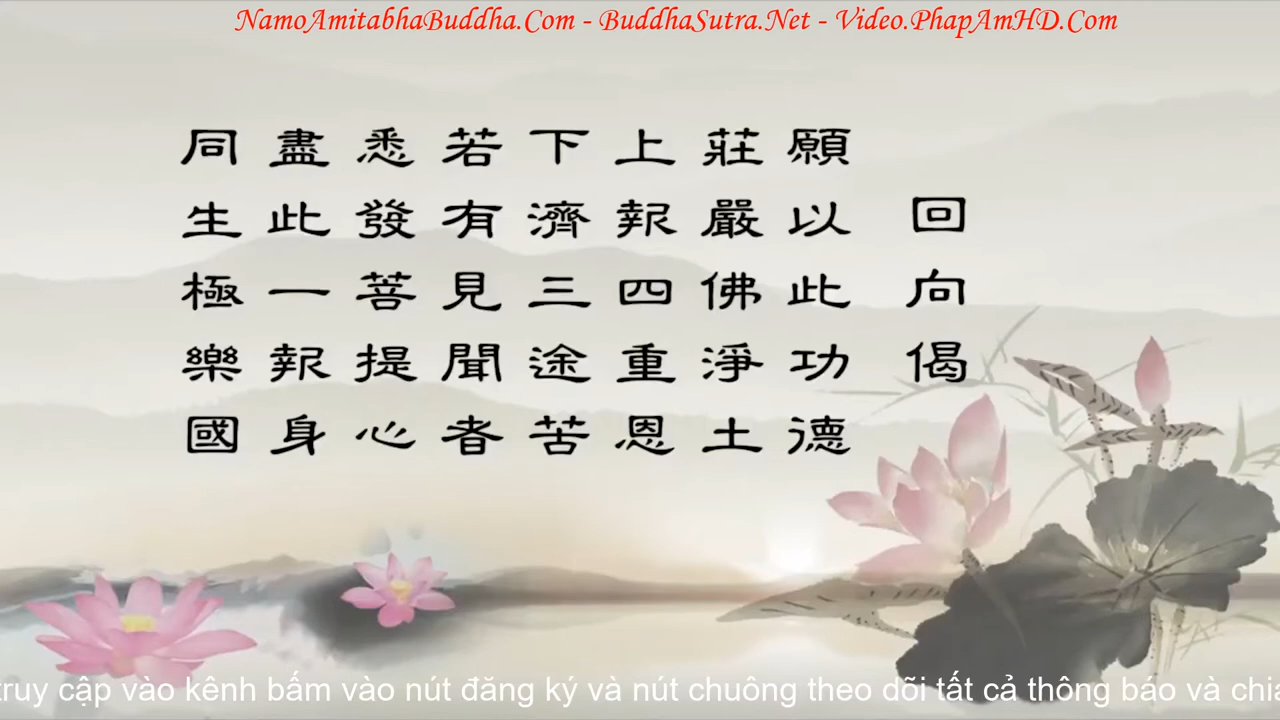 NamoAmitabhaBuddha.Com - BuddhaSutra.Net - Video.PhapAmHD.Com
回向偈
願以此功德
莊嚴佛淨土
上報四重恩
下濟三途苦
若有見聞者
悉發菩提心
盡此一報身
同生極樂國
truy cập vào kênh bấm vào nút đăng ký và nút chuông theo dõi tất cả thông báo và chia